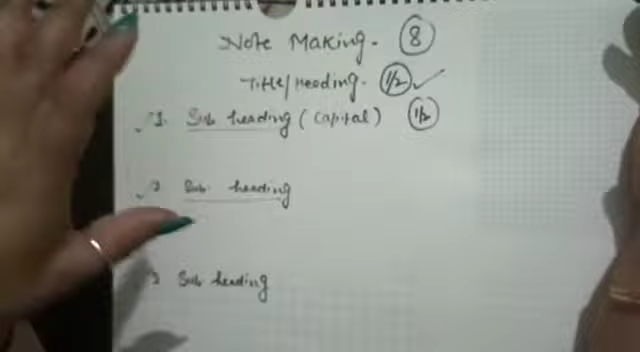 Note Making. 8
Title/Heading. 1/2 ✓
✓ 1. Sub heading (Capital) 1/2
✓ 2 Sub. heading
3 Sub heading